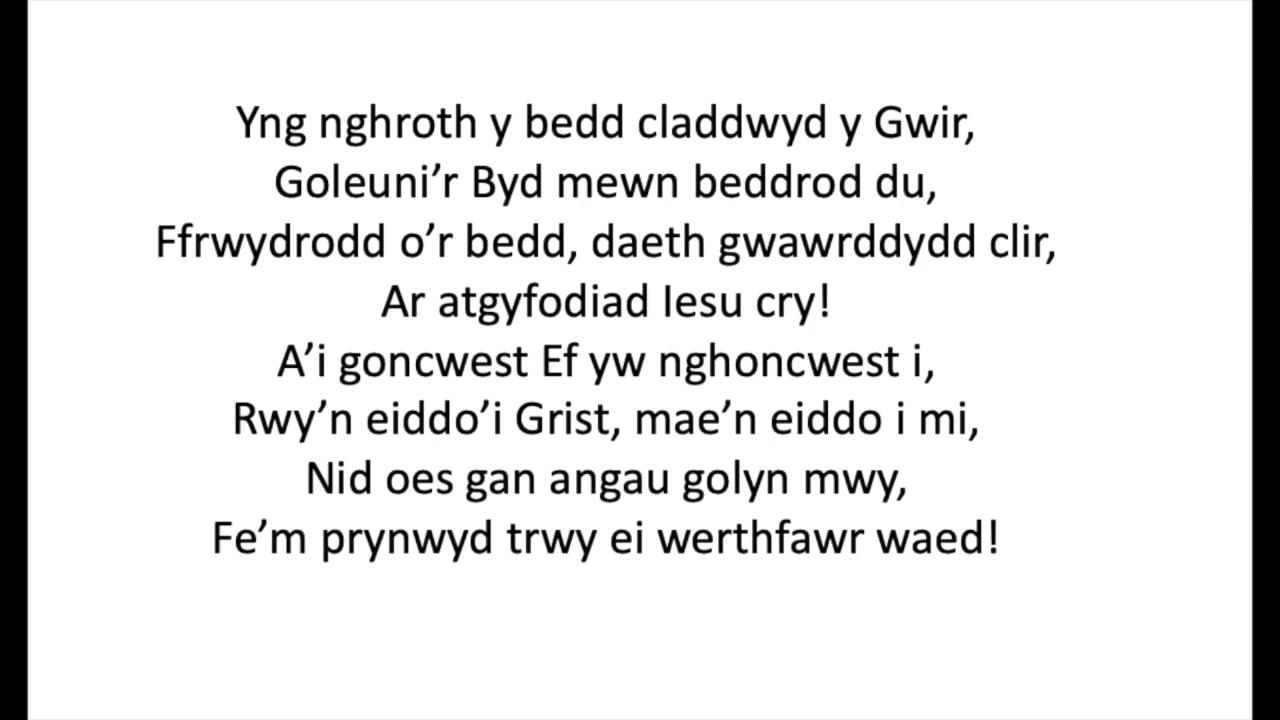 Yng nghroth y bedd claddwyd y Gwir,
Goleuni’r Byd mewn beddrod du,
Ffrwydrodd o’r bedd, daeth gwawrddydd clir,
Ar atgyfodiad Iesu cry!
A’i goncwest Ef yw nghoncwest i,
Rwy’n eiddo’i Grist, mae’n eiddo i mi,
Nid oes gan angau golyn mwy,
Fe’m prynwyd trwy ei werthfawr waed!